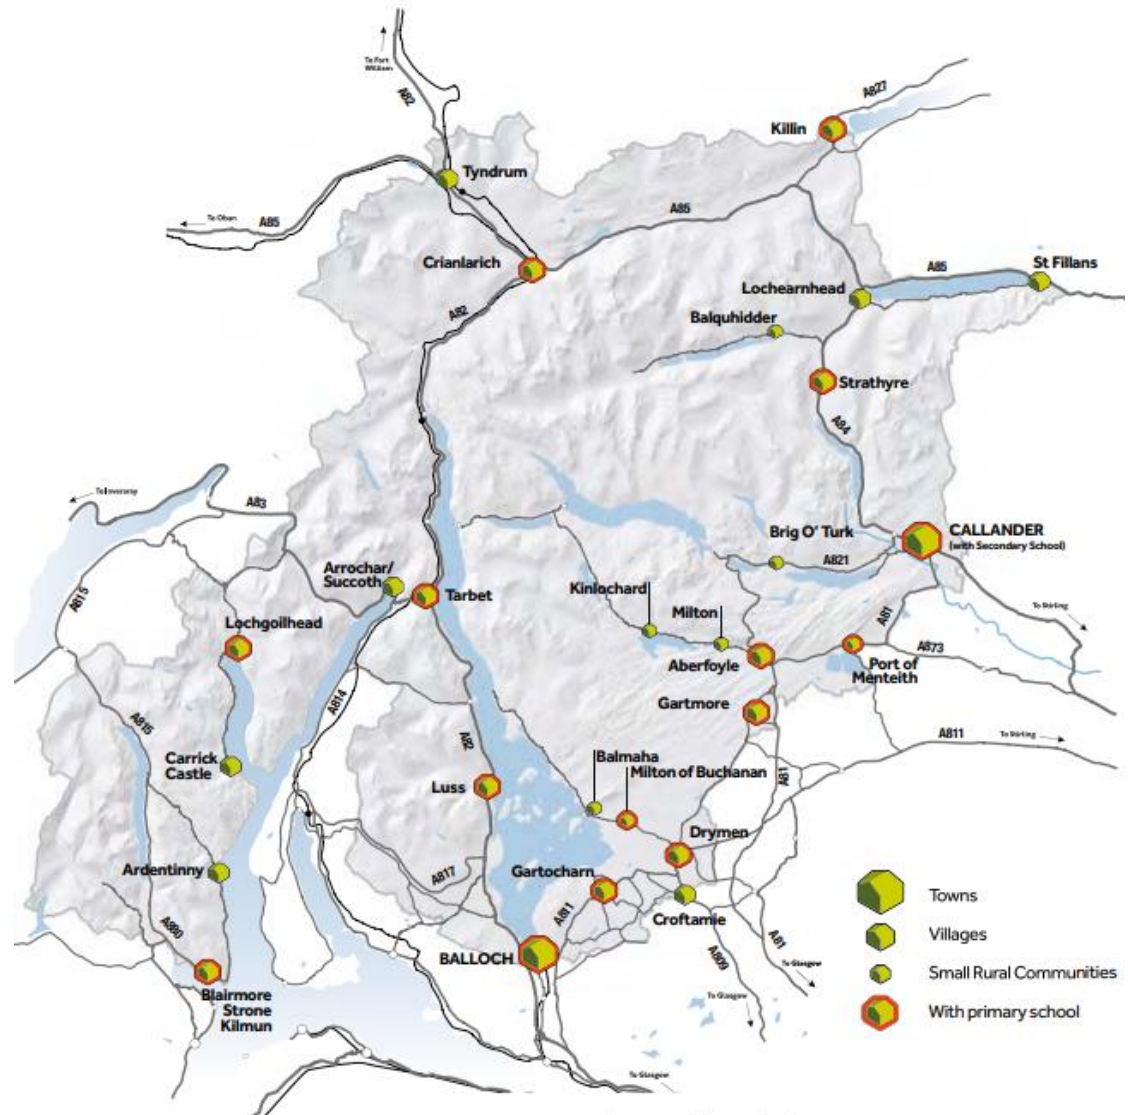 To Fort
William
A82
A827
Killin
Tyndrum
To Oban
A85
A85
Crianlarich
A85
St Fillans
Lochearnhead
Balquhidder
A82
Strathyre
A84
To Inveraray
A83
Brig O' Turk
CALLANDER
(with Secondary School)
A821
Arrochar/
Succoth
Tarbet
Kinlochard
Milton
A815
To Stirling
Lochgoilhead
A81
A873
Aberfoyle
Port of
Menteith
Gartmore
A814
A815
A82
A811
To Stirling
Carrick
Castle
Luss
Balmaha
Milton of Buchanan
A81
Drymen
Ardentinny
A817
Gartocharn
Towns
A811
Croftamie
Villages
A880
BALLOCH
A809
A81
To Glasgow
Small Rural Communities
Blairmore
Strone
Kilmun
To Glasgow
With primary school
To Glasgow